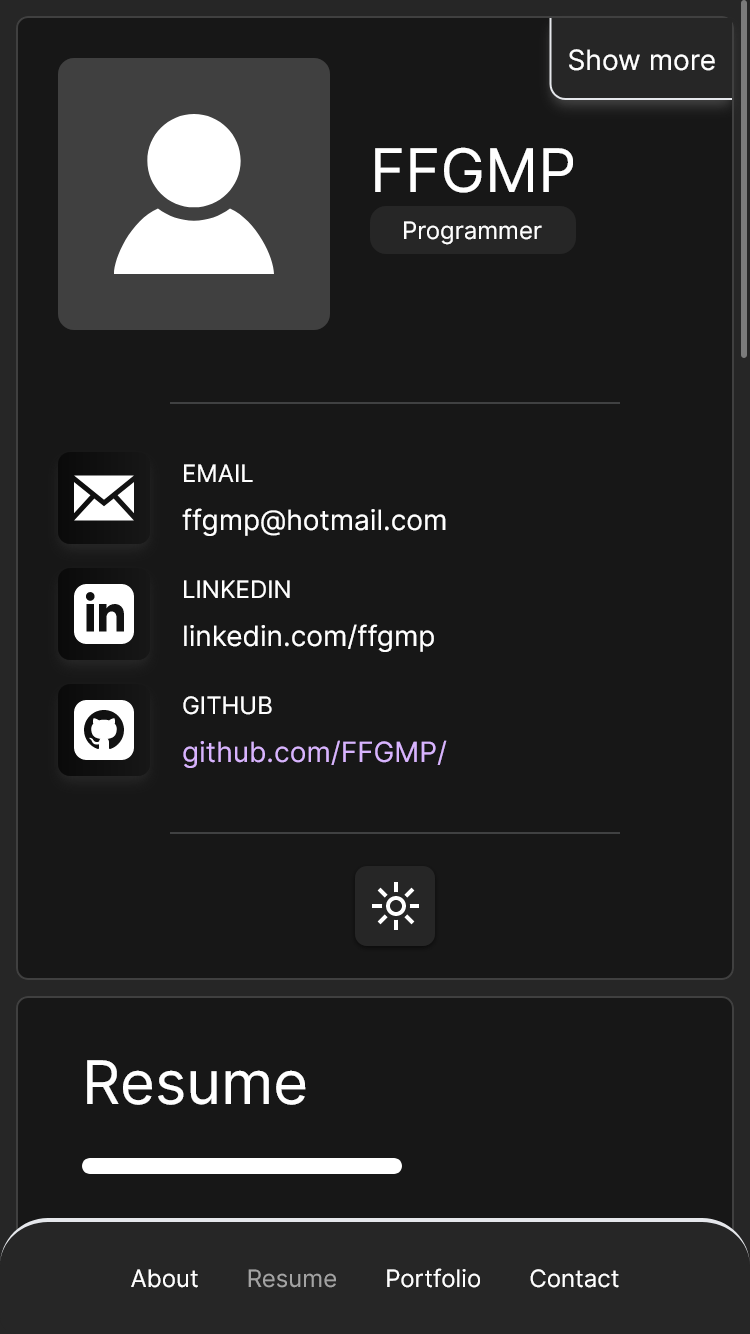 Show more
FFGMP
Programmer
EMAIL
ffgmp@hotmail.com
LINKEDIN
in
linkedin.com/ffgmp
GITHUB
github.com/FFGMP/
Resume
About Resume Portfolio Contact